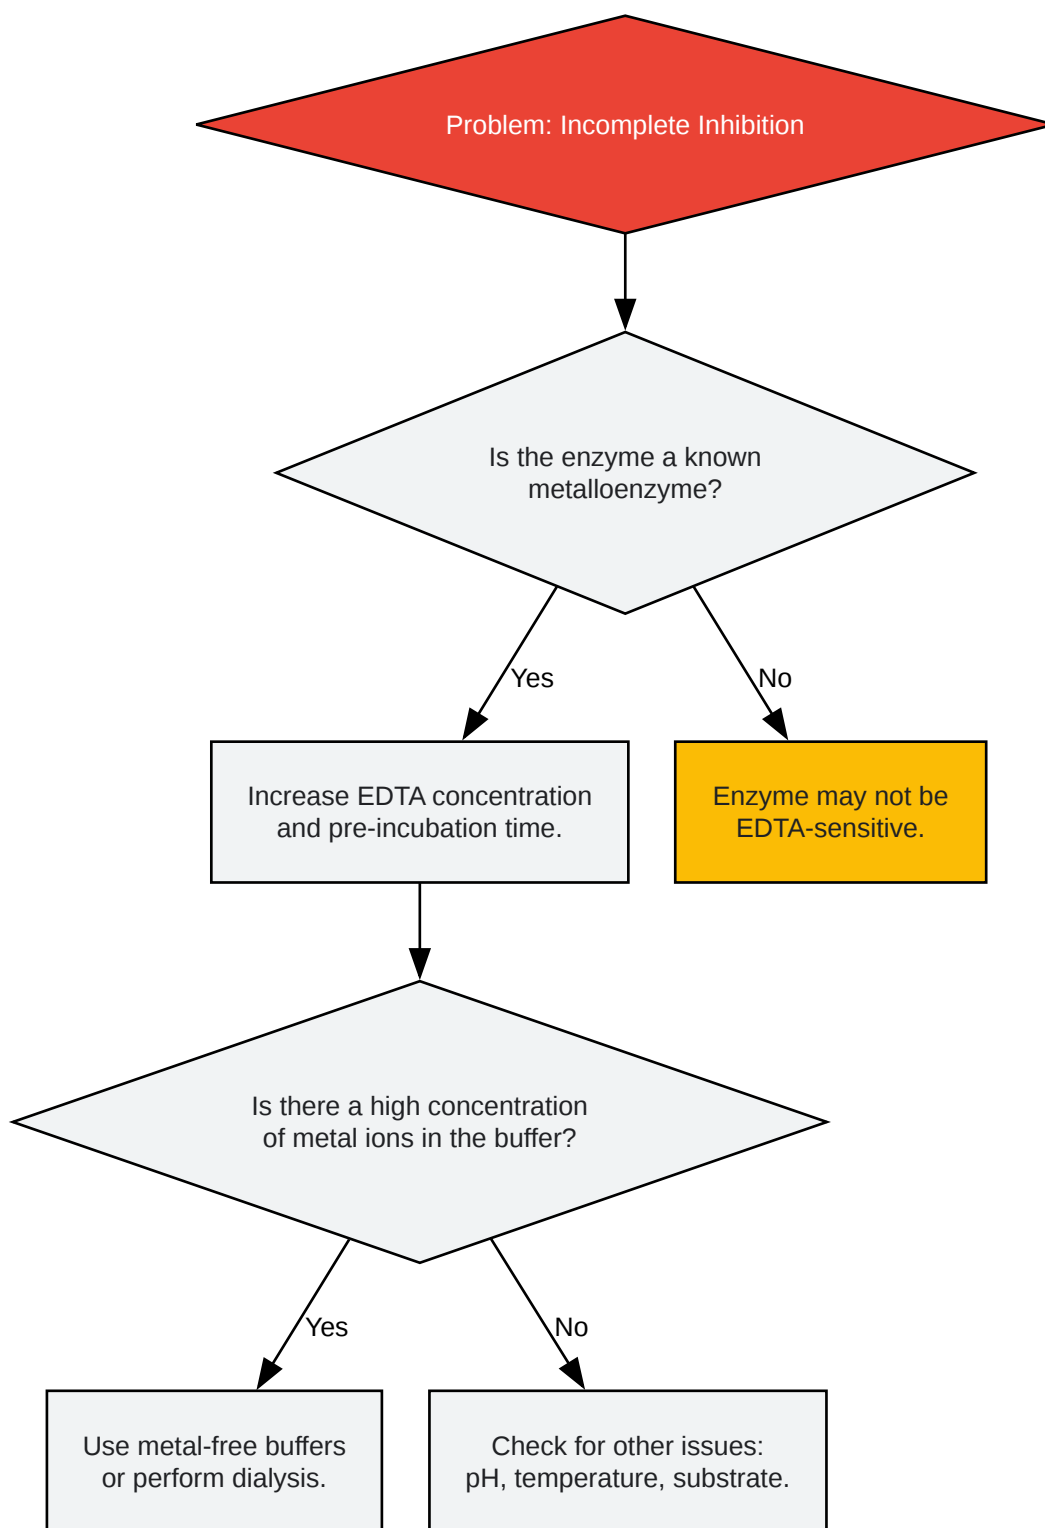 Problem: Incomplete Inhibition
Is the enzyme a known
metalloenzyme?
Yes
No
Increase EDTA concentration
and pre-incubation time.
Enzyme may not be
EDTA-sensitive.
Is there a high concentration
of metal ions in the buffer?
Yes
No
Use metal-free buffers
or perform dialysis.
Check for other issues:
pH, temperature, substrate.